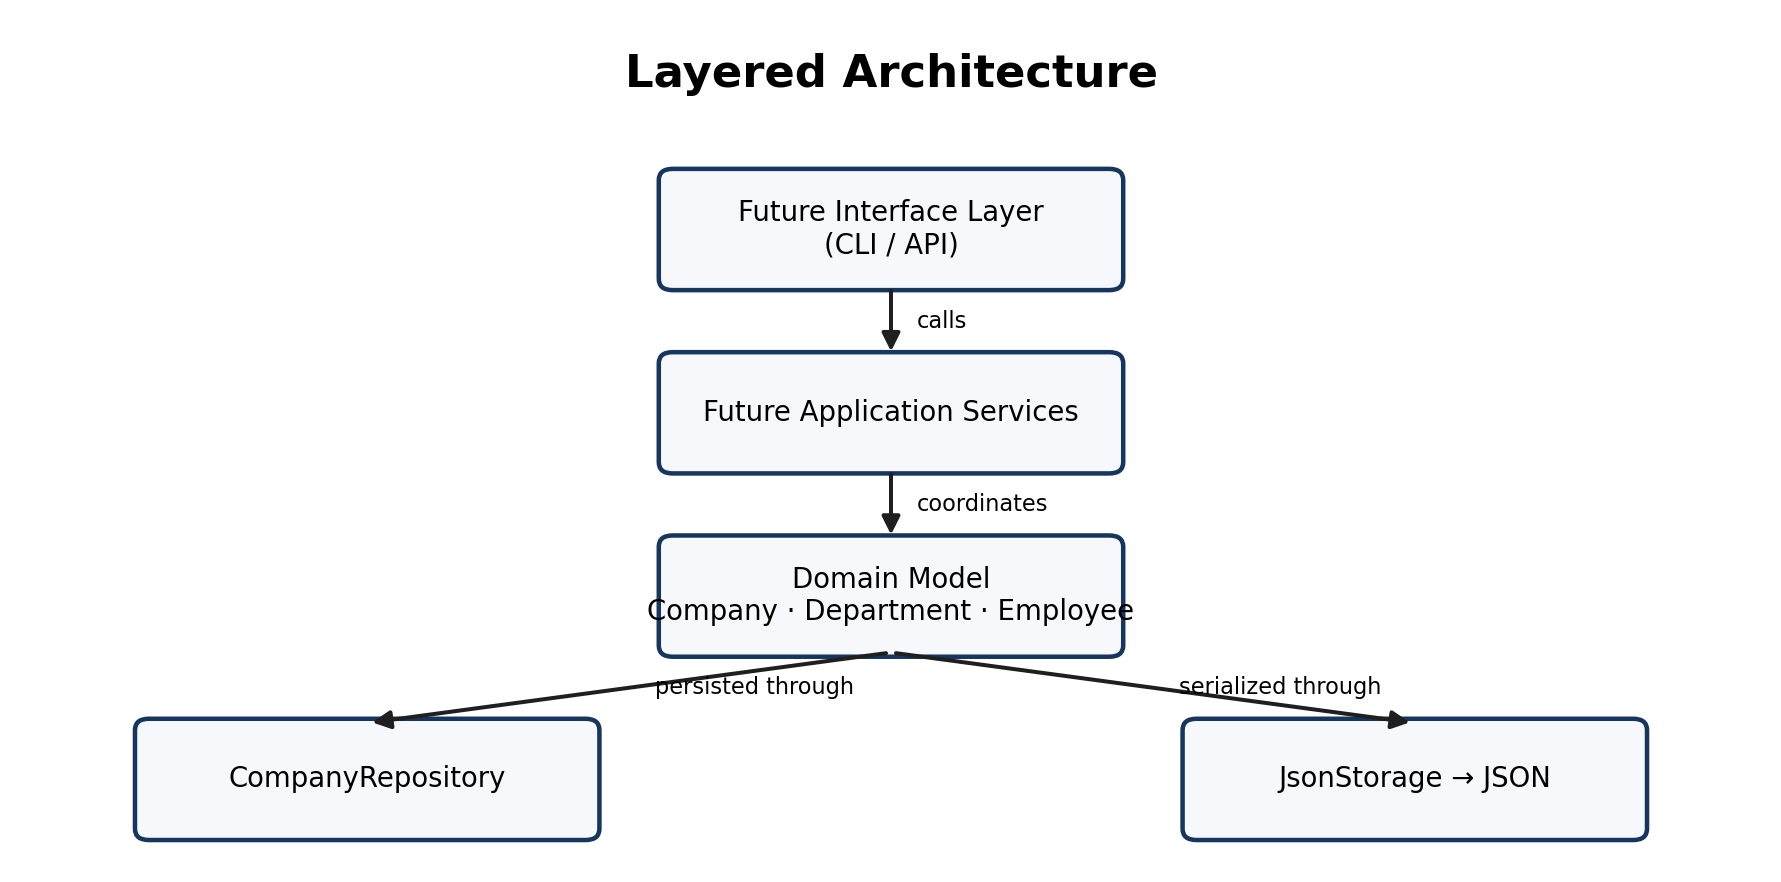 Layered Architecture
Future Interface Layer
(CLI / API)
calls
Future Application Services
coordinates
Domain Model
Company · Department · Employee
persisted through
serialized through
CompanyRepository
JsonStorage → JSON